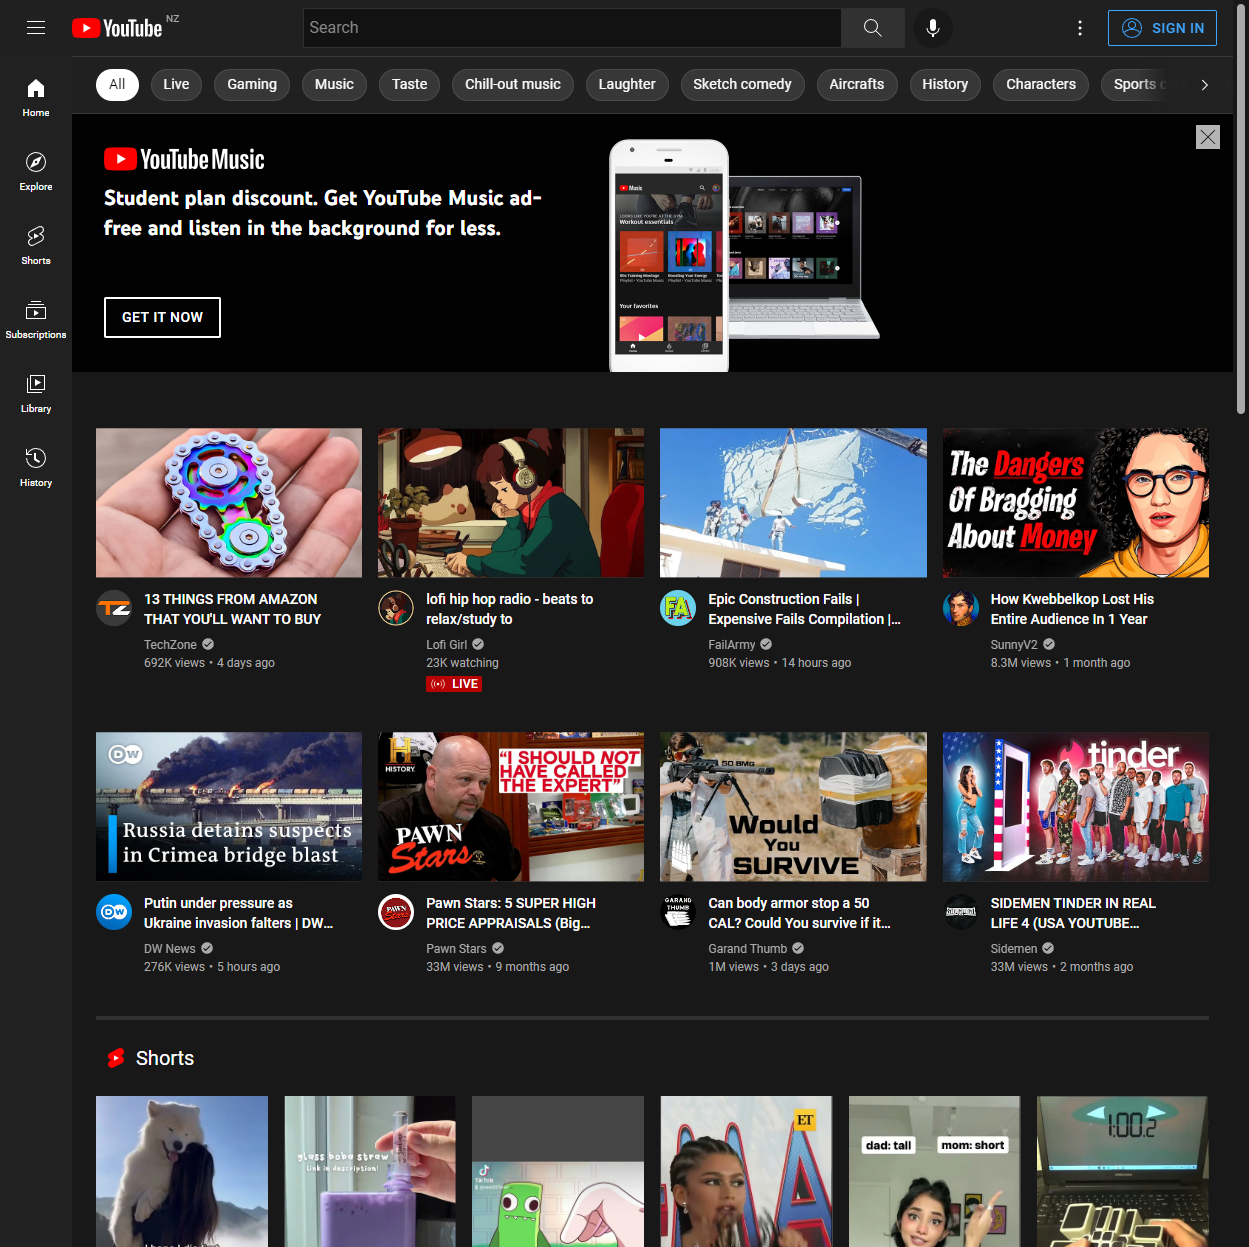 YouTube NZ
Search
SIGN IN
All
Live
Gaming
Music
Taste
Chill-out music
Laughter
Sketch comedy
Aircrafts
History
Characters
Sports
Home
Explore
Shorts
Subscriptions
Library
History
YouTube Music
Student plan discount. Get YouTube Music ad-
free and listen in the background for less.
GET IT NOW
Music
Workout essentials
Your favorites
The Dangers
Of Bragging
About Money
13 THINGS FROM AMAZON
THAT YOU'LL WANT TO BUY
TechZone
692K views • 4 days ago
lofi hip hop radio - beats to
relax/study to
Lofi Girl
23K watching
LIVE
FA
Epic Construction Fails |
Expensive Fails Compilation |...
FailArmy
908K views • 14 hours ago
How Kwebbelkop Lost His
Entire Audience In 1 Year
SunnyV2
8.3M views • 1 month ago
DW
Russia detains suspects
in Crimea bridge blast
H
HISTORY
"I SHOULD NOT
HAVE CALLED
THE EXPERT"
PAWN
Stars
50 BMG
Would
You
SURVIVE
tinder
DW
Putin under pressure as
Ukraine invasion falters | DW...
DW News
276K views • 5 hours ago
Pawn Stars: 5 SUPER HIGH
PRICE APPRAISALS (Big...
Pawn Stars
33M views • 9 months ago
GARAND
THUMB
Can body armor stop a 50
CAL? Could You survive if it...
Garand Thumb
1M views • 3 days ago
SIDEMEN TINDER IN REAL
LIFE 4 (USA YOUTUBE...
Sidemen
33M views • 2 months ago
Shorts
glass boba straw
link in description!
TikTok
ET
dad: tall
mom: short
1:00.2